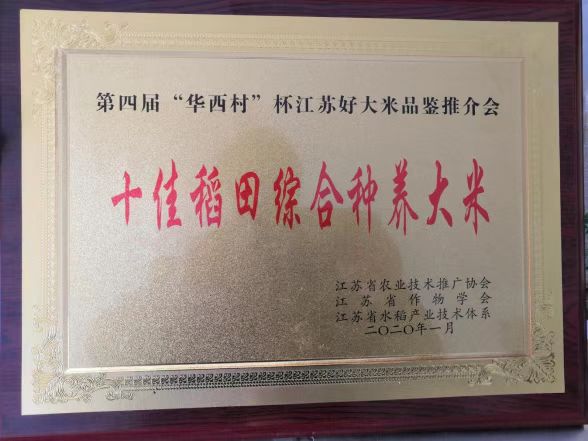 第四届“华西村”杯江苏好大米品鉴推介会
十佳稻田综合种养大米
江苏省农业技术推广协会
江苏省作物学会
江苏省水稻产业技术体系
二〇二〇年一月